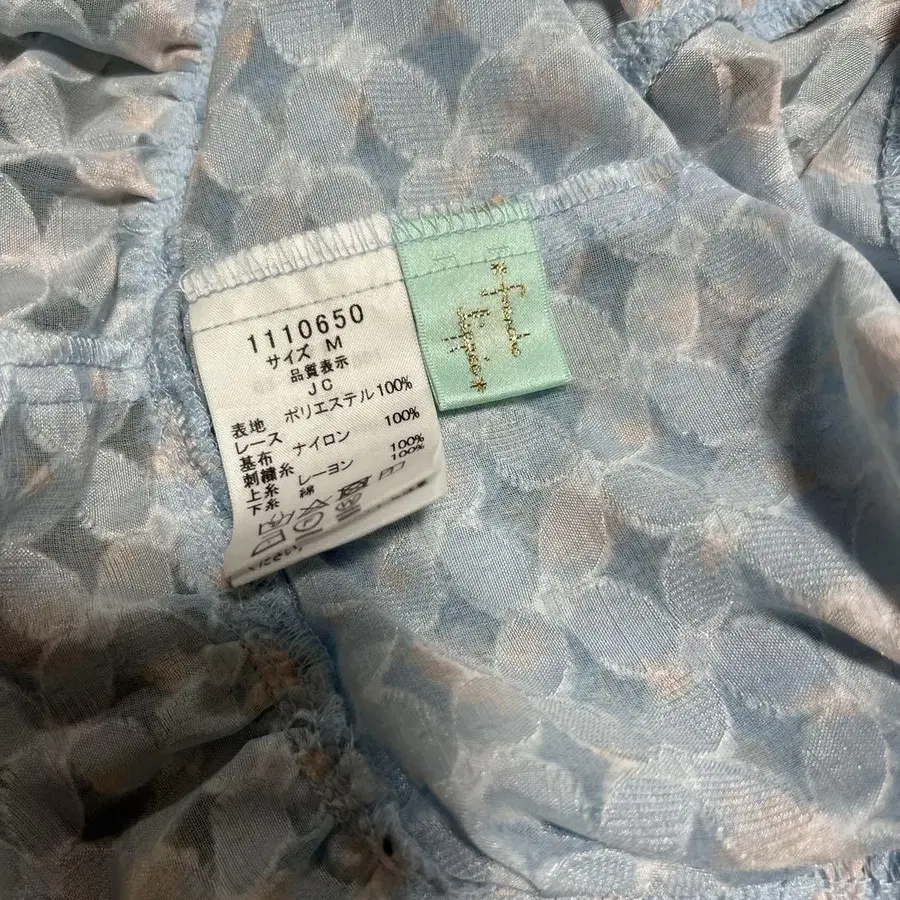 1110650
サイズ M
品質表示
JC
表地 ポリエステル100%
レース
基布 ナイロン 100%
刺繍糸
上糸 レーヨン 100%
下糸 綿 100%